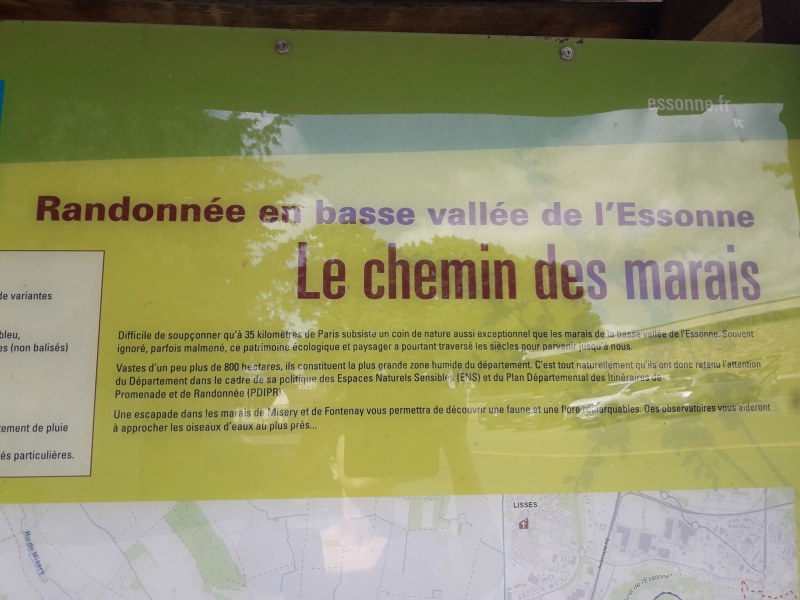 essonne.fr
Randonnée en basse vallée de l'Essonne
Le chemin des marais
de variantes
bleu,
es (non balisés)
tement de pluie
és particulières.
Difficile de soupçonner qu'à 35 kilomètres de Paris subsiste un coin de nature aussi exceptionnel que les marais de la basse vallée de l'Essonne. Souvent
ignoré, parfois malmené, ce patrimoine écologique et paysager a pourtant traversé les siècles pour parvenir jusqu'à nous.
Vastes d'un peu plus de 800 hectares, ils constituent la plus grande zone humide du département. C'est tout naturellement qu'ils ont donc retenu l'attention
du Département dans le cadre de sa politique des Espaces Naturels Sensibles (ENS) et du Plan Départemental des Itinéraires de
Promenade et de Randonnée (PDIPR)
Une escapade dans les marais de Misery et de Fontenay vous permettra de découvrir une faune et une flore remarquables. Des observatoires vous aideront
à approcher les oiseaux d'eaux au plus près...
LISSES
Ru de Misery
de l'Essonne